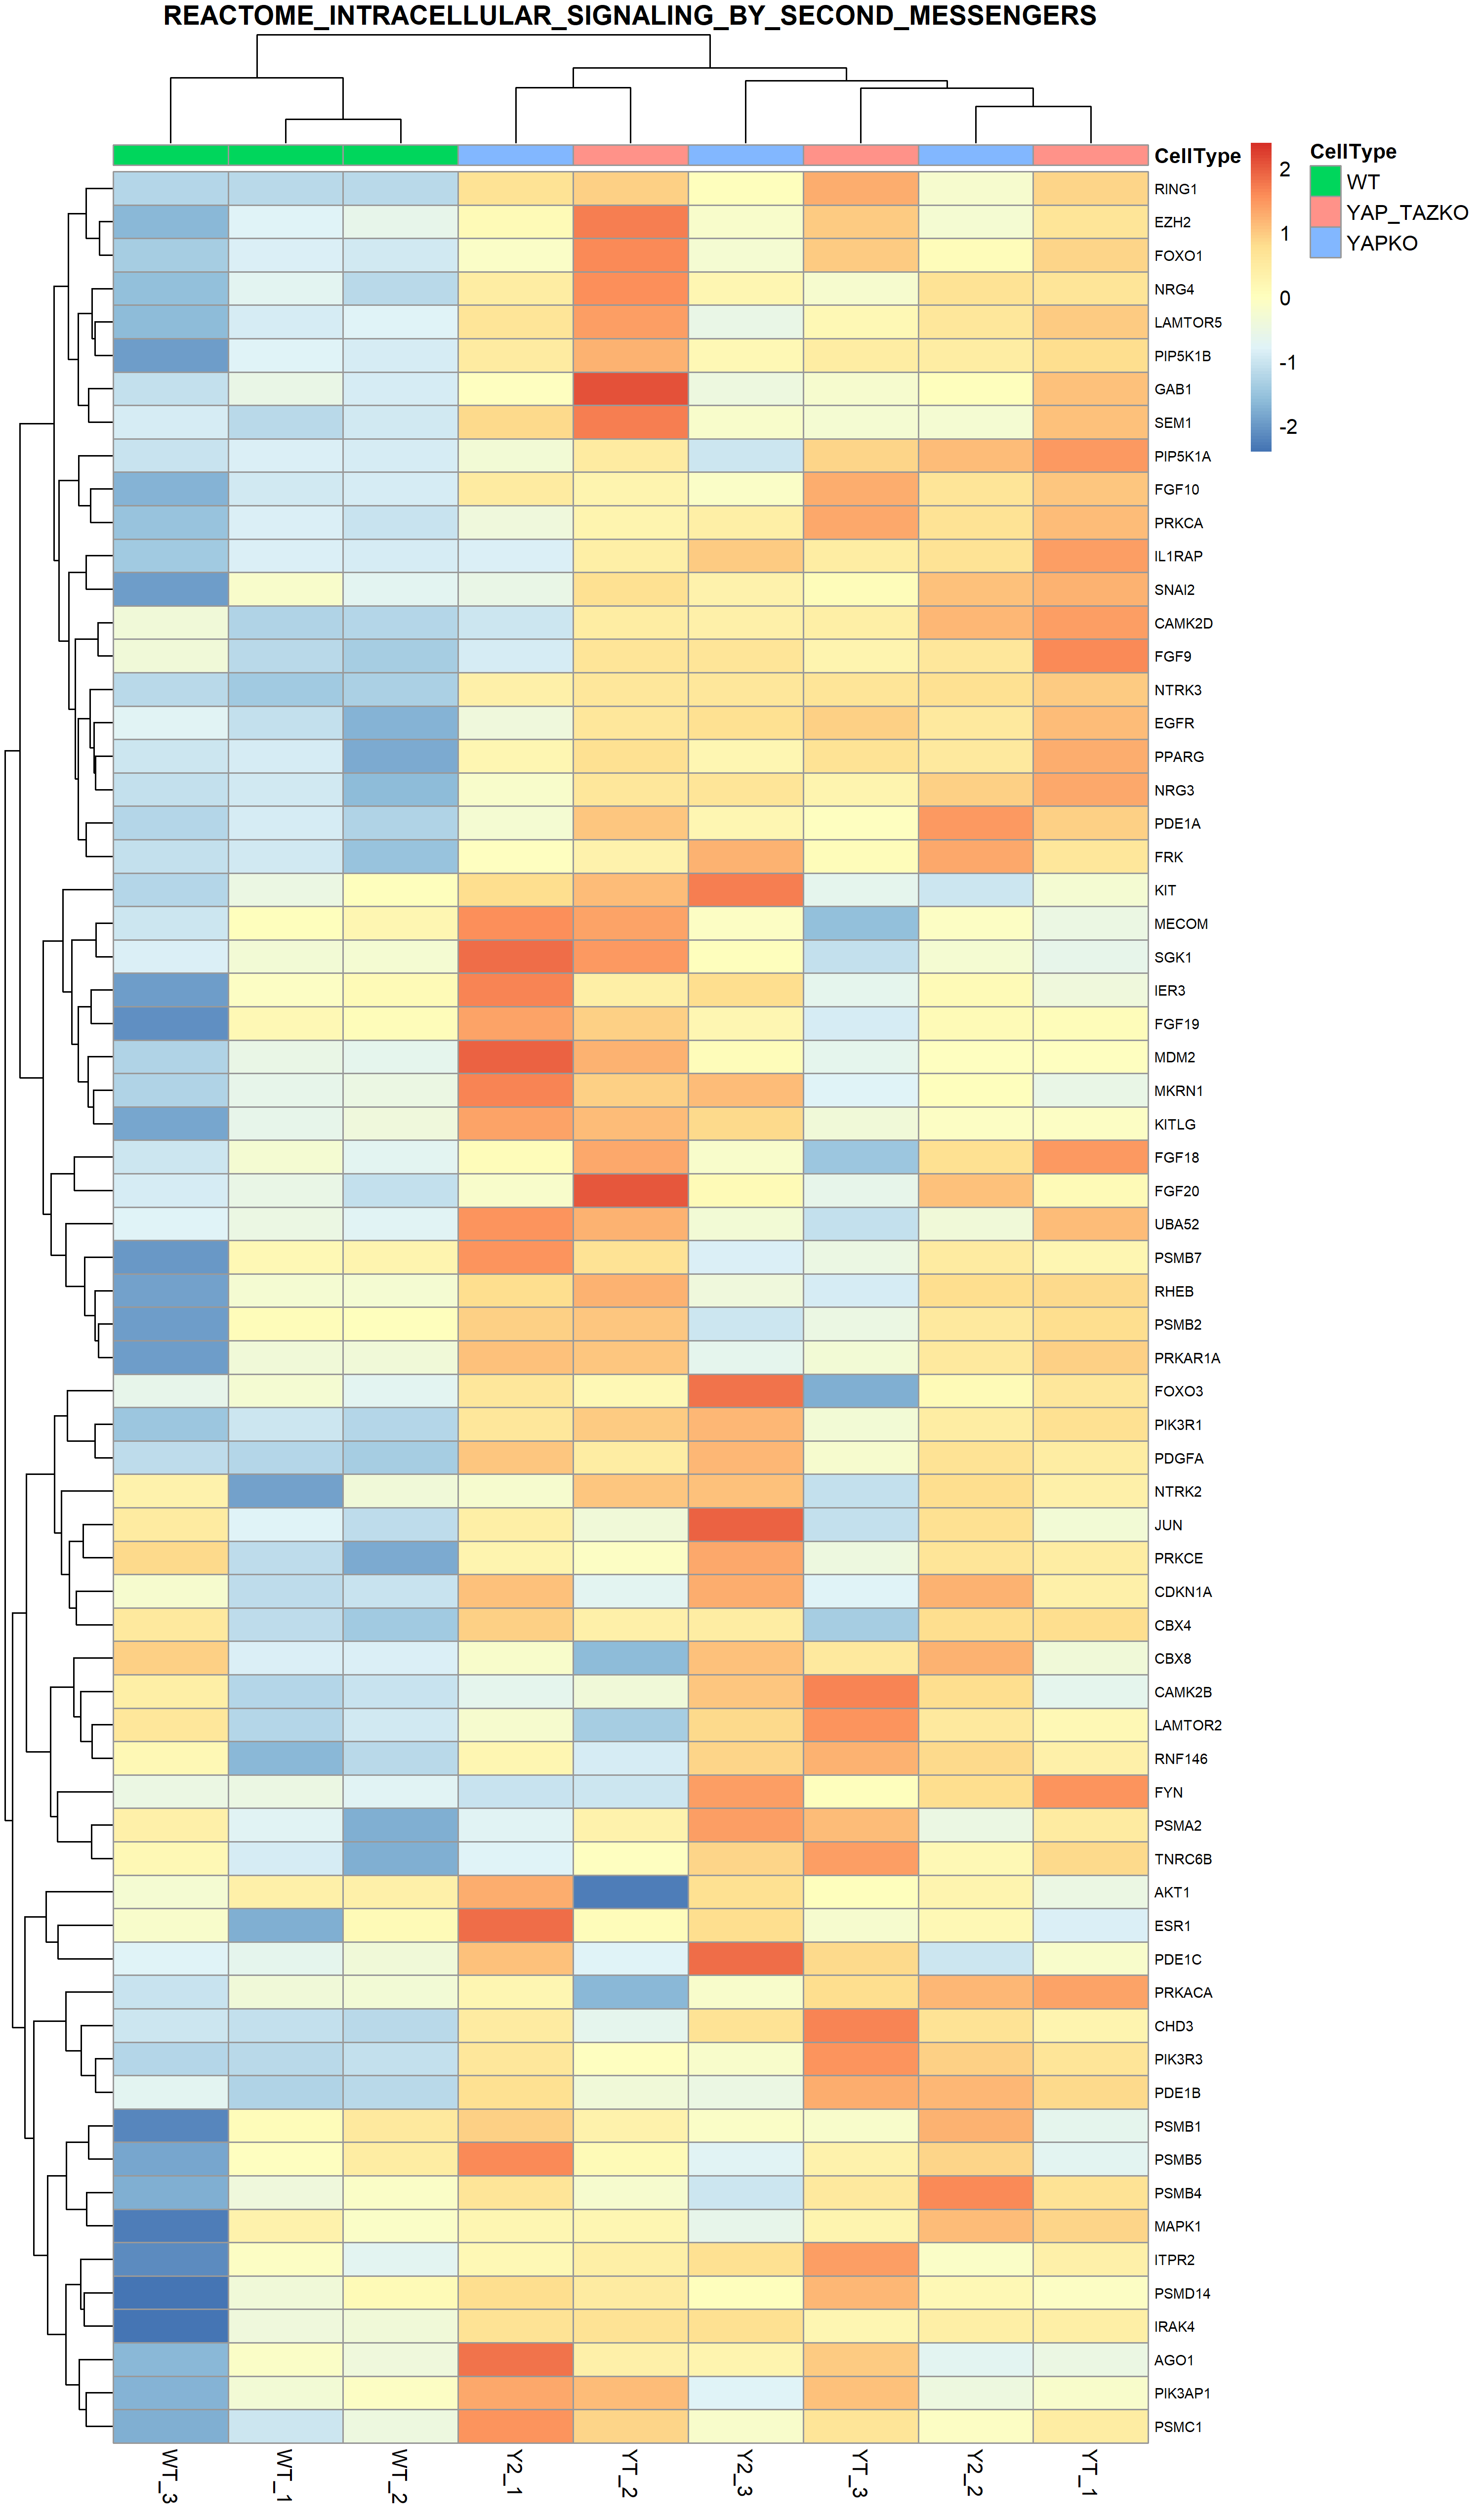 REACTOME_INTRACELLULAR_SIGNALING_BY_SECOND_MESSENGERS
CellType
2
1
0
-1
-2
CellType
WT
YAP_TAZKO
YAPKO
RING1
EZH2
FOXO1
NRG4
LAMTOR5
PIP5K1B
GAB1
SEM1
PIP5K1A
FGF10
PRKCA
IL1RAP
SNAI2
CAMK2D
FGF9
NTRK3
EGFR
PPARG
NRG3
PDE1A
FRK
KIT
MECOM
SGK1
IER3
FGF19
MDM2
MKRN1
KITLG
FGF18
FGF20
UBA52
PSMB7
RHEB
PSMB2
PRKAR1A
FOXO3
PIK3R1
PDGFA
NTRK2
JUN
PRKCE
CDKN1A
CBX4
CBX8
CAMK2B
LAMTOR2
RNF146
FYN
PSMA2
TNRC6B
AKT1
ESR1
PDE1C
PRKACA
CHD3
PIK3R3
PDE1B
PSMB1
PSMB5
PSMB4
MAPK1
ITPR2
PSMD14
IRAK4
AGO1
PIK3AP1
PSMC1
WT_3
WT_1
WT_2
Y2_1
YT_2
Y2_3
YT_3
Y2_2
YT_1